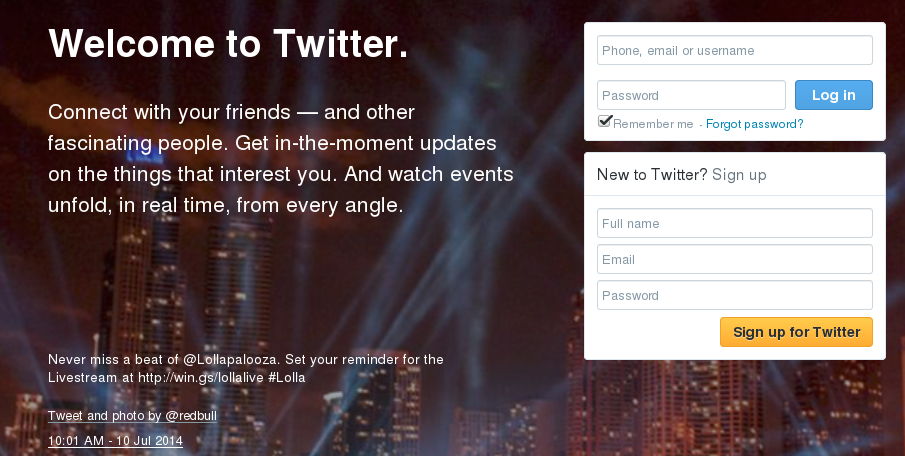 Welcome to Twitter.
Connect with your friends — and other
fascinating people. Get in-the-moment updates
on the things that interest you. And watch events
unfold, in real time, from every angle.
Never miss a beat of @Lollapalooza. Set your reminder for the
Livestream at http://win.gs/lollalive #Lolla
Tweet and photo by @redbull
10:01 AM - 10 Jul 2014
Phone, email or username
Password
Log in
Remember me - Forgot password?
New to Twitter? Sign up
Full name
Email
Password
Sign up for Twitter